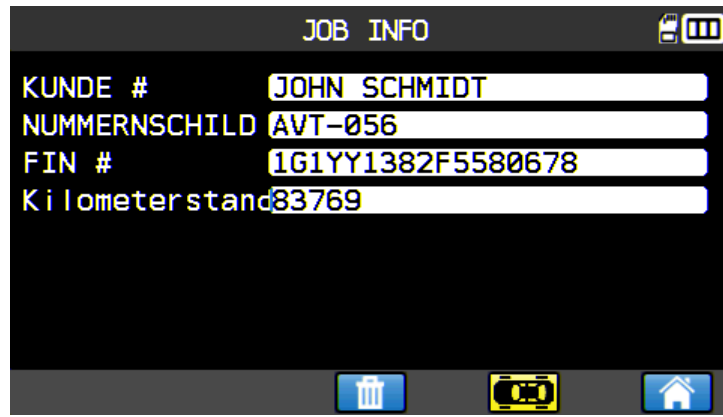 JOB INFO
KUNDE # JOHN SCHMIDT
NUMMERNSCHILD AVT-056
FIN # 1G1YY1382F5580678
Kilometerstand 83769